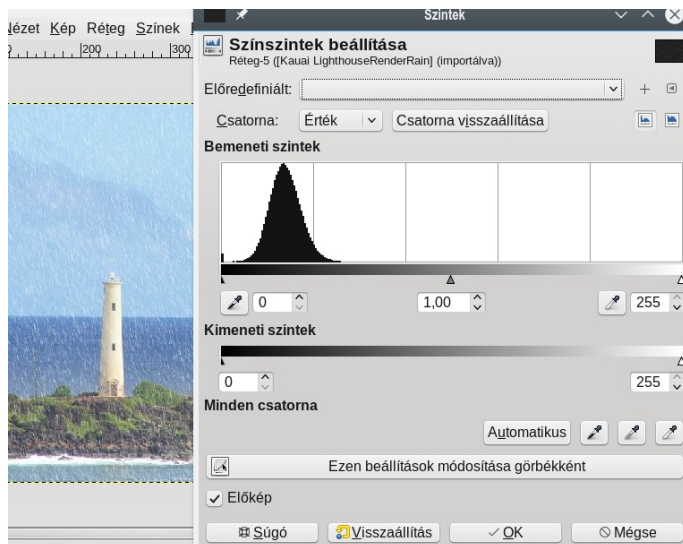 Nézet Kép Réteg Színek
200 300
Szintek
Színszintek beállítása
Réteg-5 ([Kauai LighthouseRenderRain] (importálva))
Előredefiniált:
Csatorna: Érték Csatorna visszaállítása
Bemeneti szintek
0 1,00 255
Kimeneti szintek
0 255
Minden csatorna
Automatikus
Ezen beállítások módosítása görbékként
Előkép
Súgó Visszaállítás OK Mégse